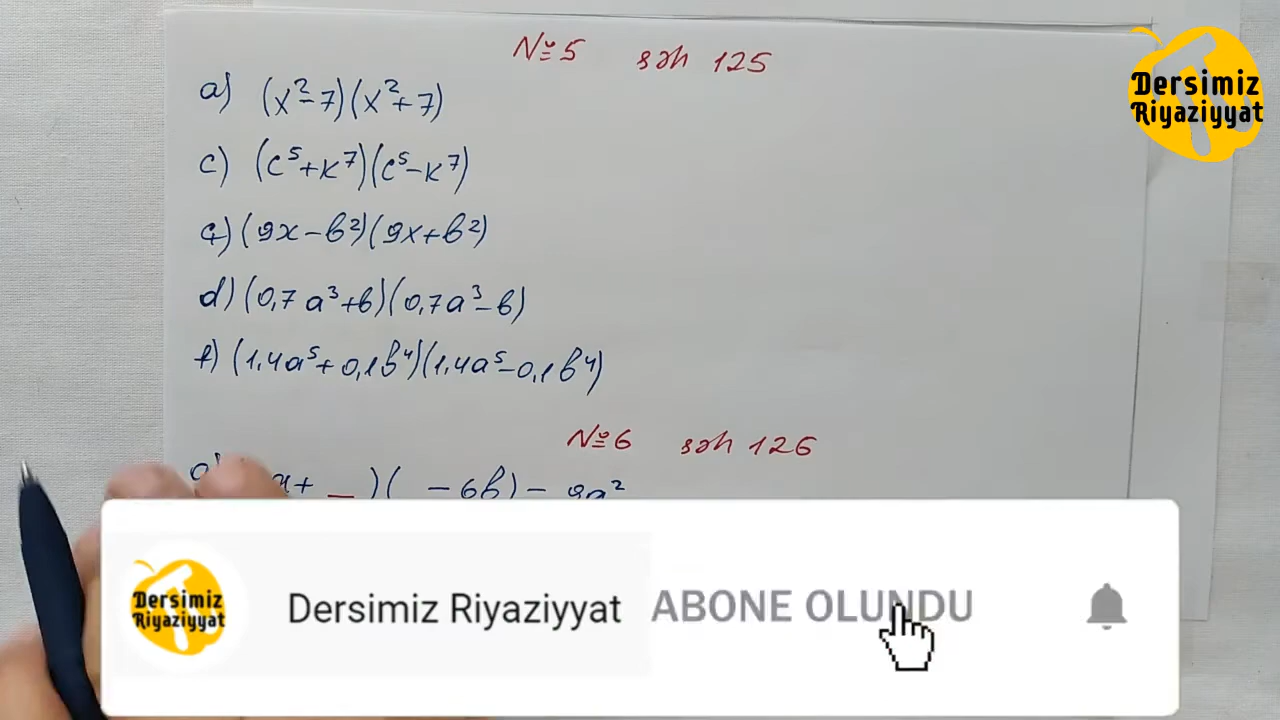 №5 səh 125
a) (x²-7)(x²+7)
c) (c⁵+k⁷)(c⁵-k⁷)
ç) (9x-b²)(9x+b²)
d) (0,7a³+b)(0,7a³-b)
f) (1,4a⁵+0,1b⁴)(1,4a⁵-0,1b⁴)
№6 səh 126
+ _)( - 6b) - 9a²
Dersimiz Riyaziyyat
ABONE OLUNDU
Dersimiz
Riyaziyyat
Dersimiz
Riyaziyyat